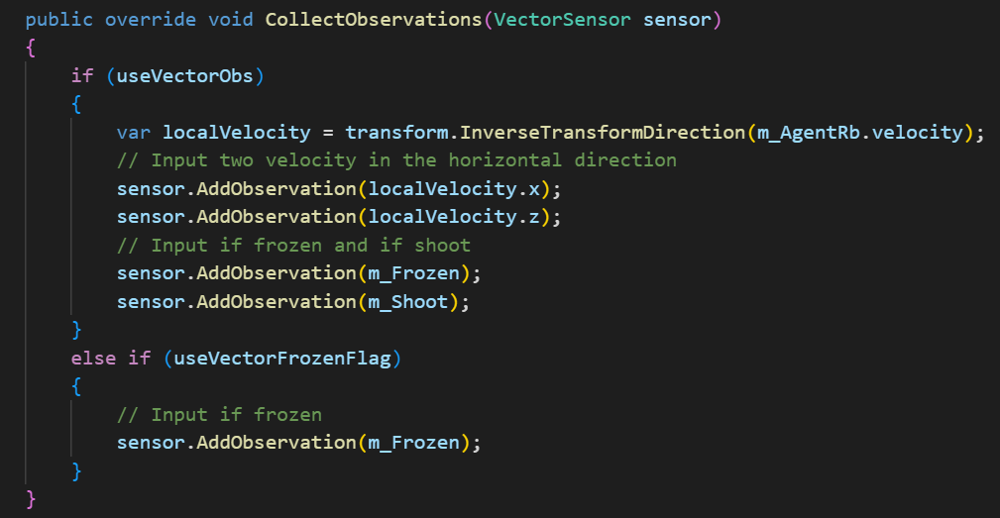 public override void CollectObservations(VectorSensor sensor)
{
    if (useVectorObs)
    {
        var localVelocity = transform.InverseTransformDirection(m_AgentRb.velocity);
        // Input two velocity in the horizontal direction
        sensor.AddObservation(localVelocity.x);
        sensor.AddObservation(localVelocity.z);
        // Input if frozen and if shoot
        sensor.AddObservation(m_Frozen);
        sensor.AddObservation(m_Shoot);
    }
    else if (useVectorFrozenFlag)
    {
        // Input if frozen
        sensor.AddObservation(m_Frozen);
    }
}